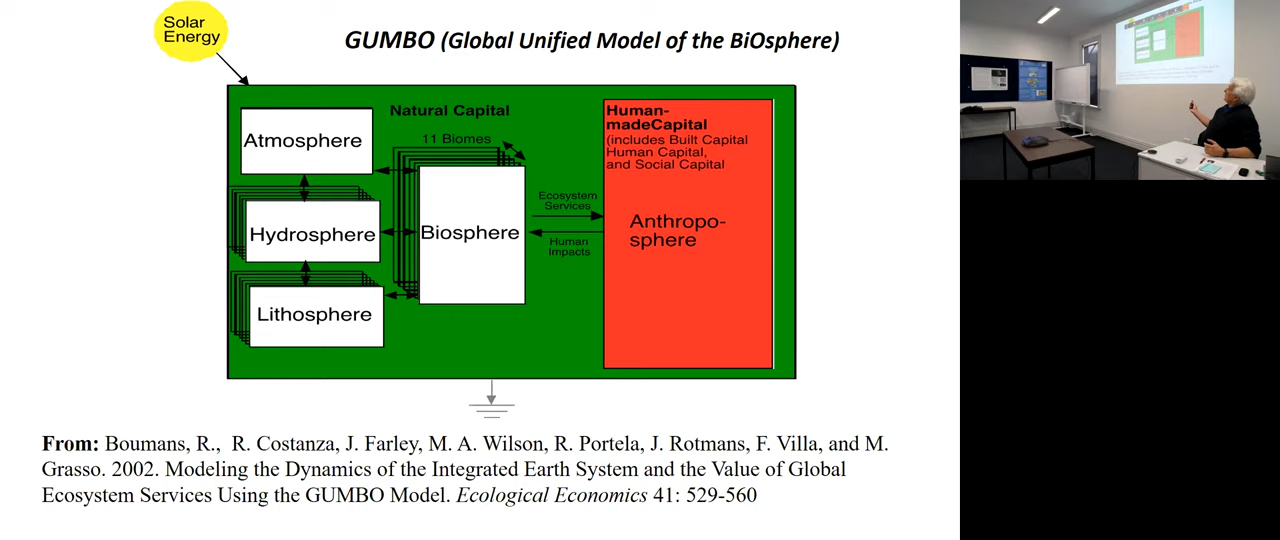 Solar
Energy
GUMBO (Global Unified Model of the BiOsphere)
Natural Capital
11 Biomes
Atmosphere
Hydrosphere
Lithosphere
Biosphere
Ecosystem
Services
Human
Impacts
Human-
madeCapital
(includes Built Capital
Human Capital,
and Social Capital
Anthropo-
sphere
From: Boumans, R., R. Costanza, J. Farley, M. A. Wilson, R. Portela, J. Rotmans, F. Villa, and M.
Grasso. 2002. Modeling the Dynamics of the Integrated Earth System and the Value of Global
Ecosystem Services Using the GUMBO Model. Ecological Economics 41: 529-560